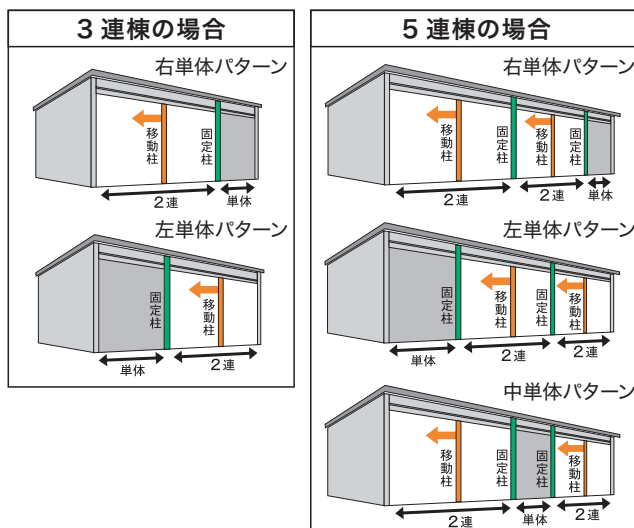 3連棟の場合
右単体パターン
移動柱
固定柱
2連
単体
左単体パターン
固定柱
移動柱
単体
2連
5連棟の場合
右単体パターン
移動柱
固定柱
移動柱
固定柱
2連
2連
単体
左単体パターン
固定柱
移動柱
固定柱
移動柱
単体
2連
2連
中単体パターン
移動柱
固定柱
固定柱
移動柱
2連
単体
2連